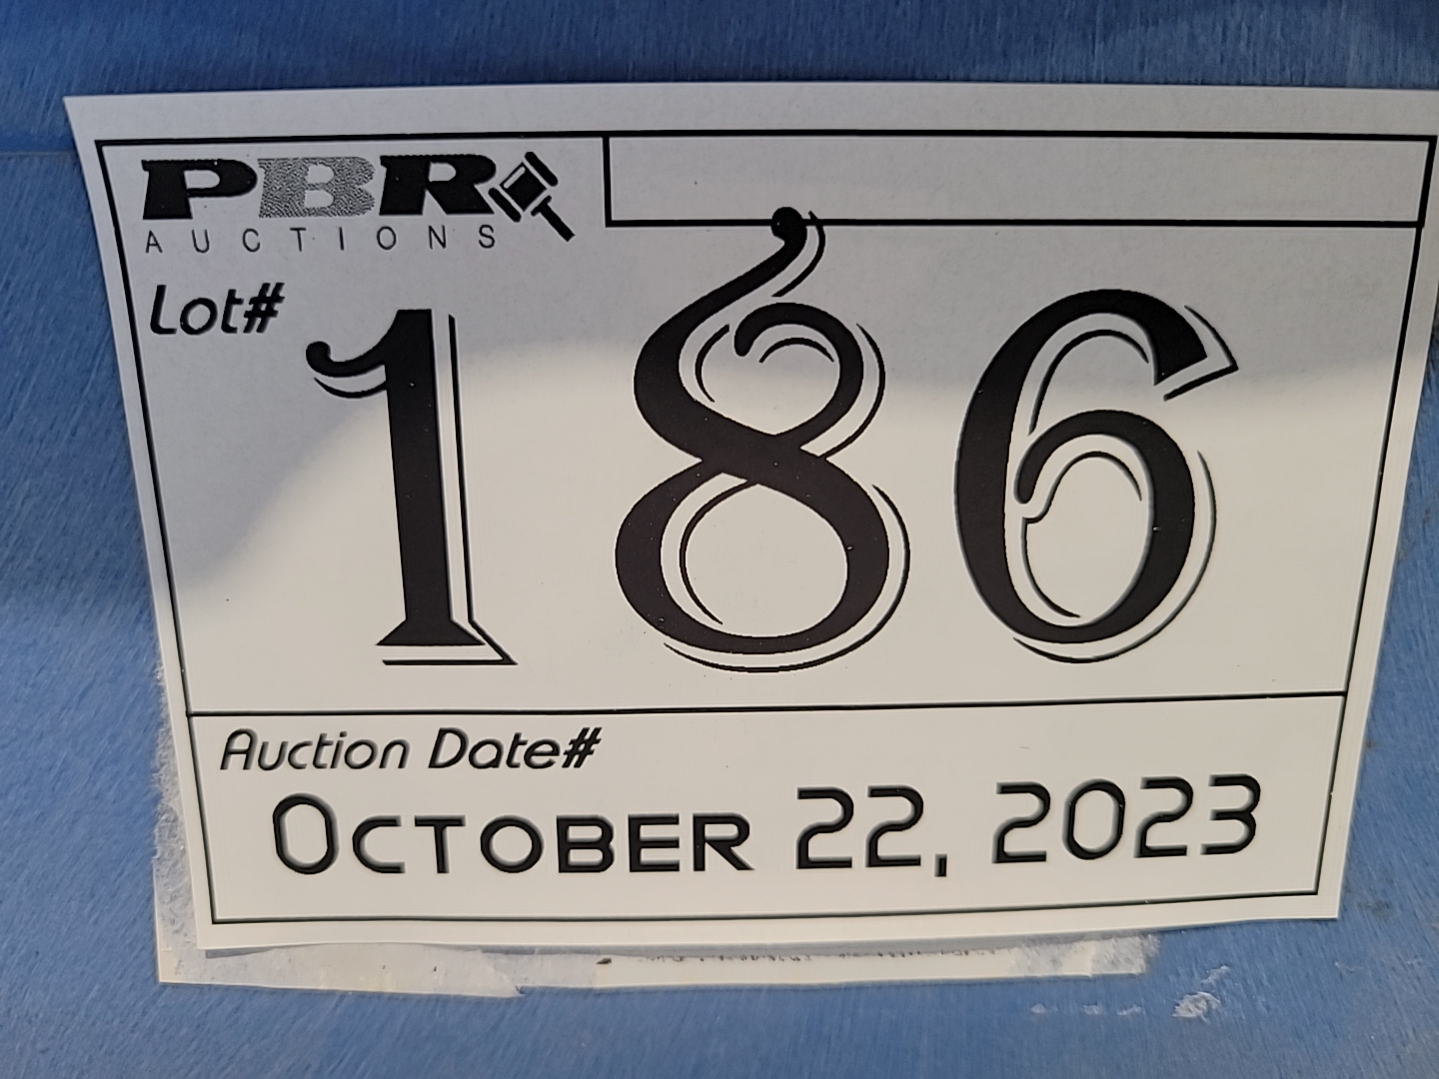 PBR
AUCTIONS
Lot#
186
Auction Date#
October 22, 2023